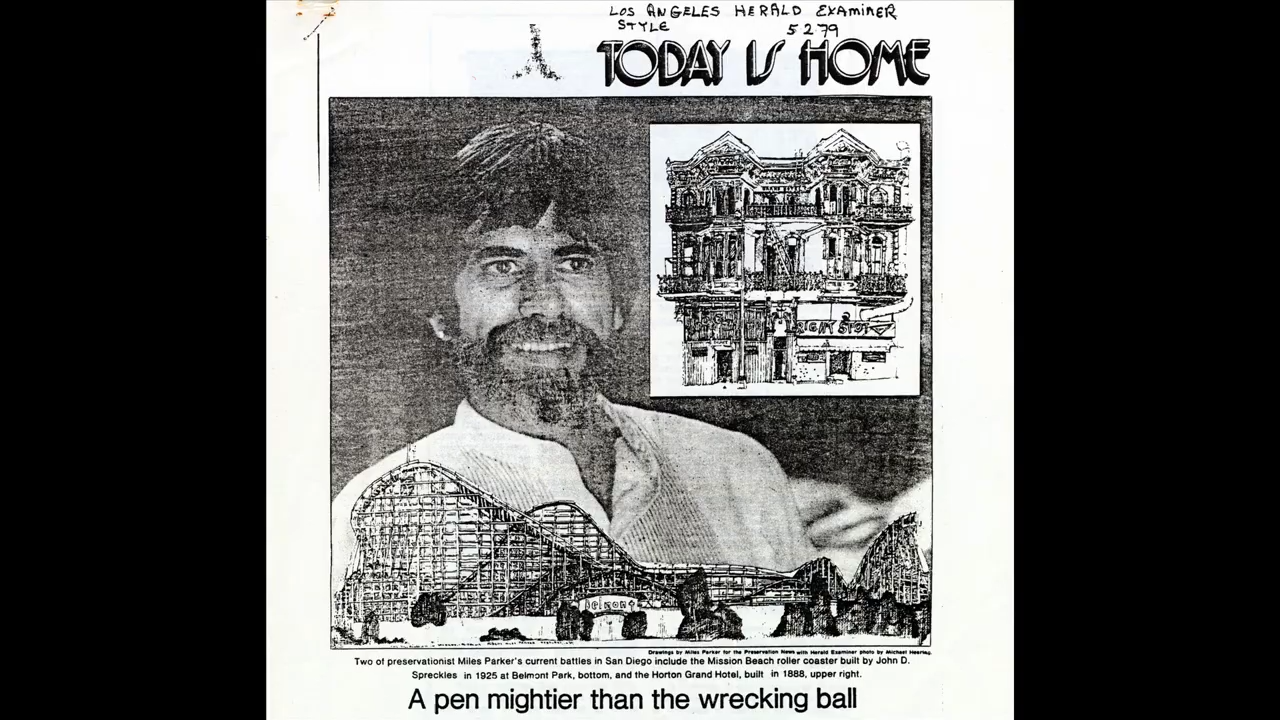 LOS ANGELES HERALD EXAMINER
STYLE 5 2 79
TODAY IS HOME
RIGHT SPOT
Belmont
Drawings by Miles Parker for the Preservation News with Herald Examiner photo by Michael Haering.
Two of preservationist Miles Parker's current battles in San Diego include the Mission Beach roller coaster built by John D.
Spreckles in 1925 at Belmont Park, bottom, and the Horton Grand Hotel, built in 1888, upper right.
A pen mightier than the wrecking ball